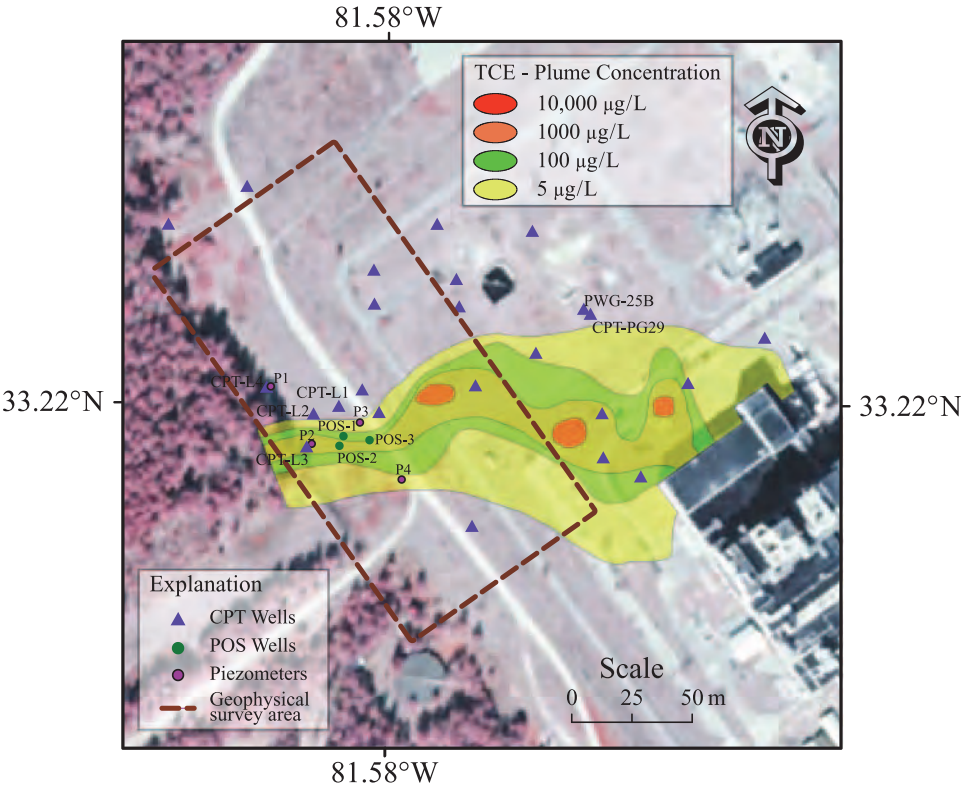 81.58°W
TCE - Plume Concentration
10,000 µg/L
1000 µg/L
100 µg/L
5 µg/L
N
PWG-25B
CPT-PG29
33.22°N
33.22°N
CPT-L4
P1
CPT-L1
CPT-L2
P3
POS-1
P2
POS-3
CPT-L3
POS-2
P4
Explanation
CPT Wells
POS Wells
Piezometers
Geophysical
survey area
Scale
0 25 50 m
81.58°W